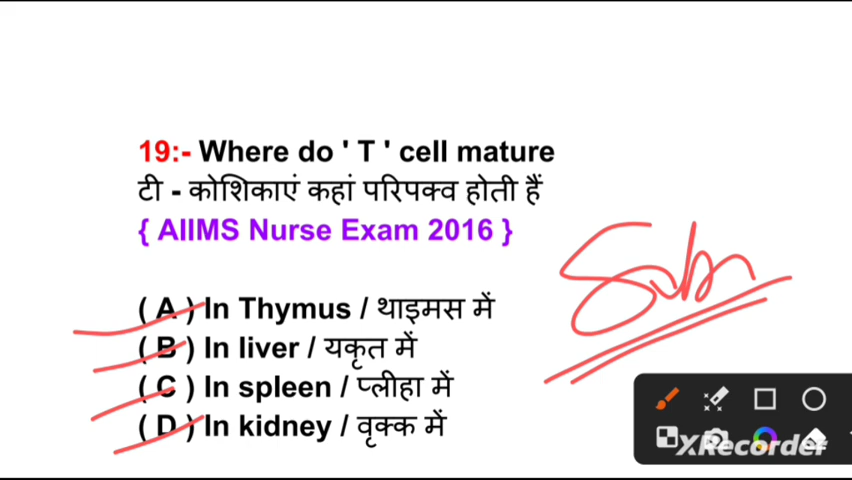 19:- Where do ' T ' cell mature
टी - कोशिकाएं कहां परिपक्व होती हैं
{ AIIMS Nurse Exam 2016 }
( A ) In Thymus / थाइमस में
( B ) In liver / यकृत में
( C ) In spleen / प्लीहा में
( D ) In kidney / वृक्क में
XRecorder